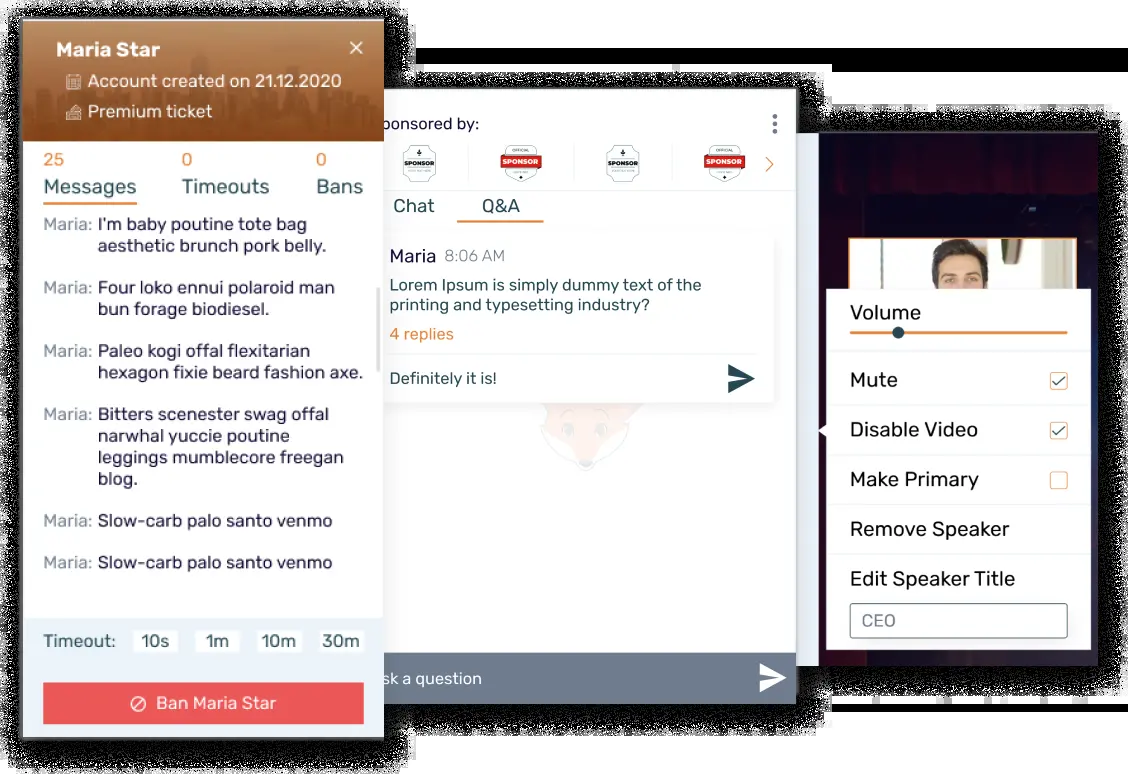 Maria Star
Account created on 21.12.2020
Premium ticket
25
0
0
Messages
Timeouts
Bans
Maria: I'm baby poutine tote bag
aesthetic brunch pork belly.
Maria: Four loko ennui polaroid man
bun forage biodiesel.
Maria: Paleo kogi offal flexitarian
hexagon fixie beard fashion axe.
Maria: Bitters scenester swag offal
narwhal yuccie poutine
leggings mumblecore freegan
blog.
Maria: Slow-carb palo santo venmo
Maria: Slow-carb palo santo venmo
Timeout: 10s 1m 10m 30m
Ban Maria Star
ponsored by:
SPONSOR
OFFICIAL
SPONSOR
SPONSOR
OFFICIAL
SPONSOR
Chat
Q&A
Maria 8:06 AM
Lorem Ipsum is simply dummy text of the
printing and typesetting industry?
4 replies
Definitely it is!
sk a question
Volume
Mute
Disable Video
Make Primary
Remove Speaker
Edit Speaker Title
CEO